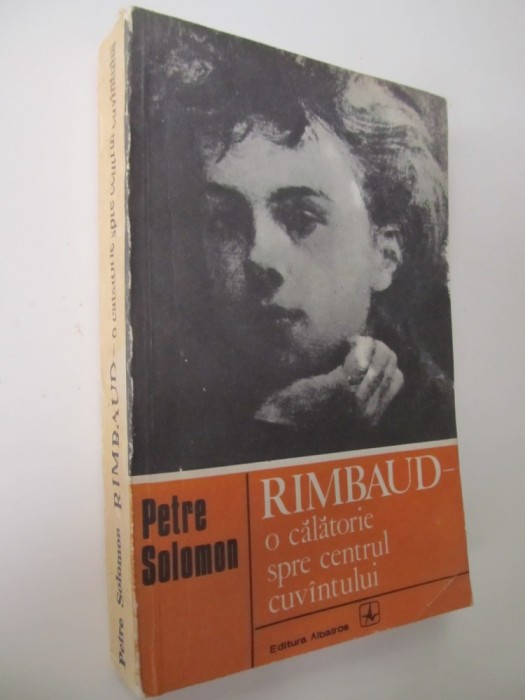 Petre
Solomon
RIMBAUD–
o călătorie
spre centrul
cuvîntului
Editura Albatros
Petre Solomon RIMBAUD – o călătorie spre centrul cuvîntului